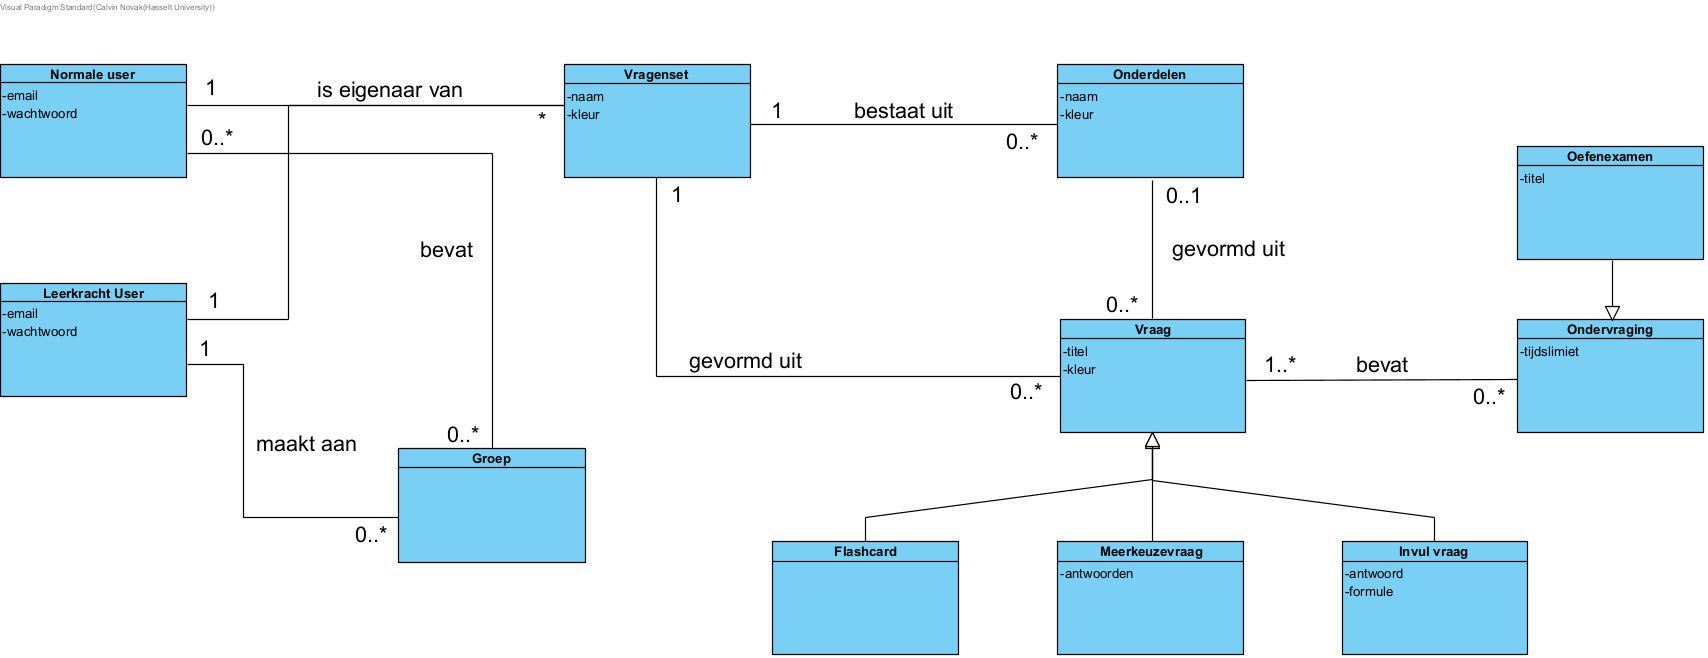 Visual Paradigm Standard(Calvin Novak(Hasselt University))
Normale user
-email
-wachtwoord
1
is eigenaar van
*
0..*
Vragenset
-naam
-kleur
1
bestaat uit
0..*
Onderdelen
-naam
-kleur
Oefenexamen
-titel
1
0..1
bevat
gevormd uit
Leerkracht User
-email
-wachtwoord
1
1
0..*
Vraag
-titel
-kleur
Ondervraging
-tijdslimiet
gevormd uit
0..*
1..*
bevat
0..*
maakt aan
0..*
Groep
0..*
Flashcard
Meerkeuzevraag
-antwoorden
Invul vraag
-antwoord
-formule